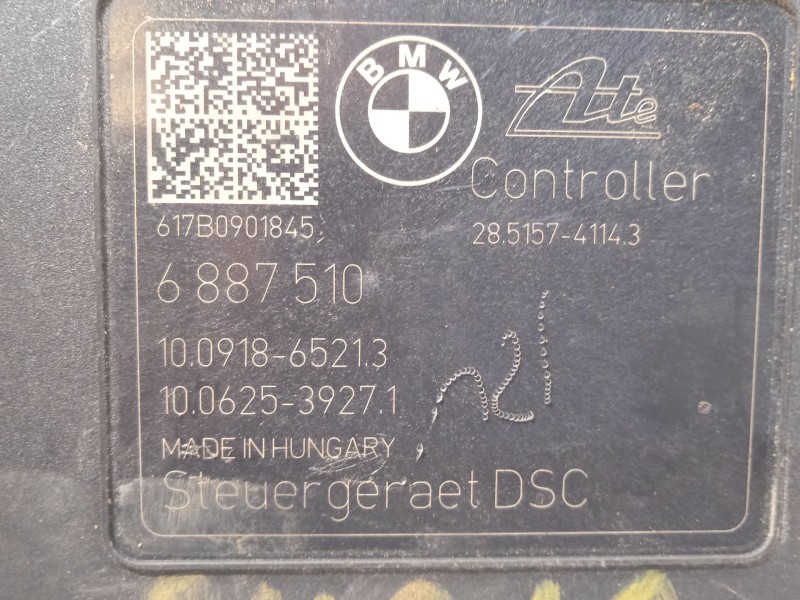 BMW
Ate
Controller
617B0901845
28.5157-4114.3
6 887 510
10.0918-6521.3
10.0625-3927.1
MADE IN HUNGARY
Steuergeraet DSC